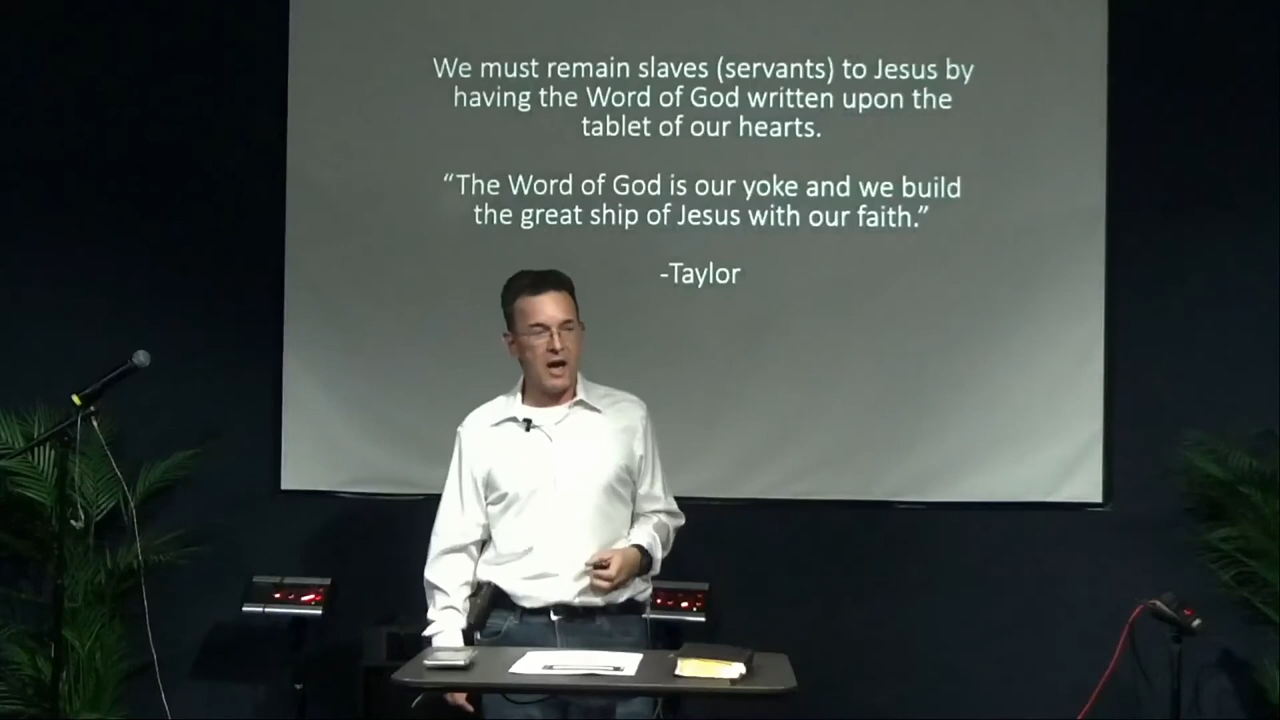 We must remain slaves (servants) to Jesus by
having the Word of God written upon the
tablet of our hearts.
“The Word of God is our yoke and we build
the great ship of Jesus with our faith.”
-Taylor